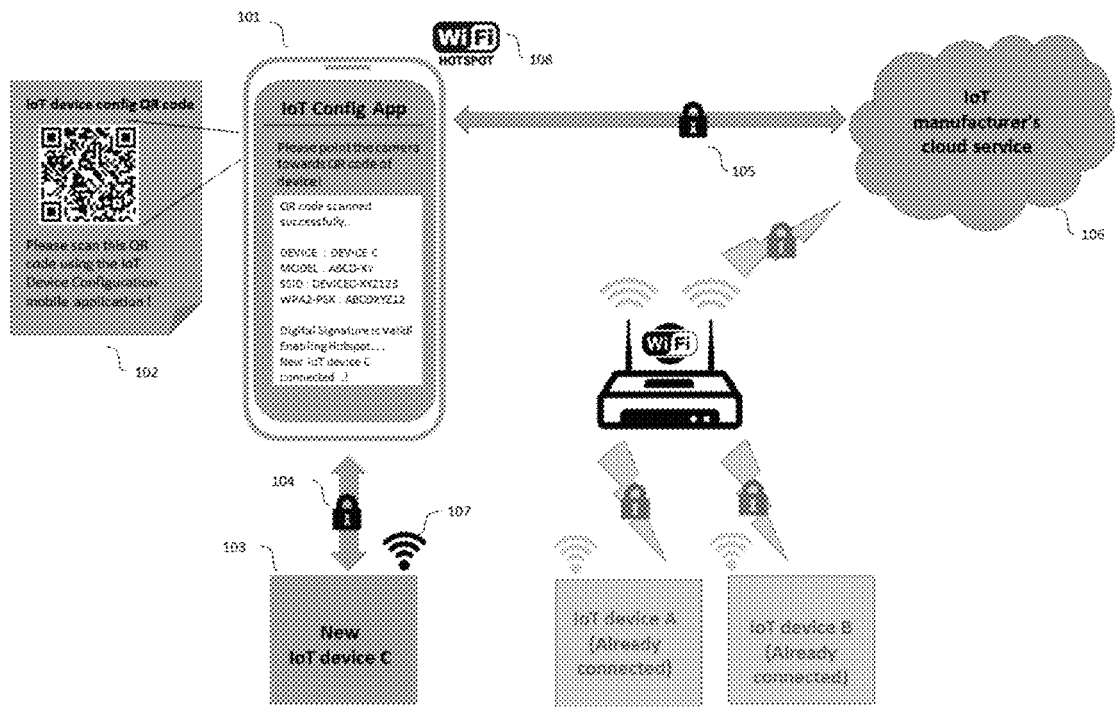 101
WiFi
HOTSPOT
108
IoT device config QR code
Please scan this QR
code using the IoT
Device Configuration
mobile application !
102
IoT Config App
Please point the camera
towards QR code of
device!
QR code scanned
successfully..
DEVICE : DEVICE C
MODEL : ABCD-XY
SSID : DEVICEC-XYZ123
WPA2-PSK : ABCDXYZ12
Digital Signature is Valid!
Enabling Hotspot....
New IoT device C
connected ..!
105
IoT
manufacturer's
cloud service
106
WiFi
104
107
103
New
IoT device C
IoT device A
(Already
connected)
IoT device B
(Already
connected)